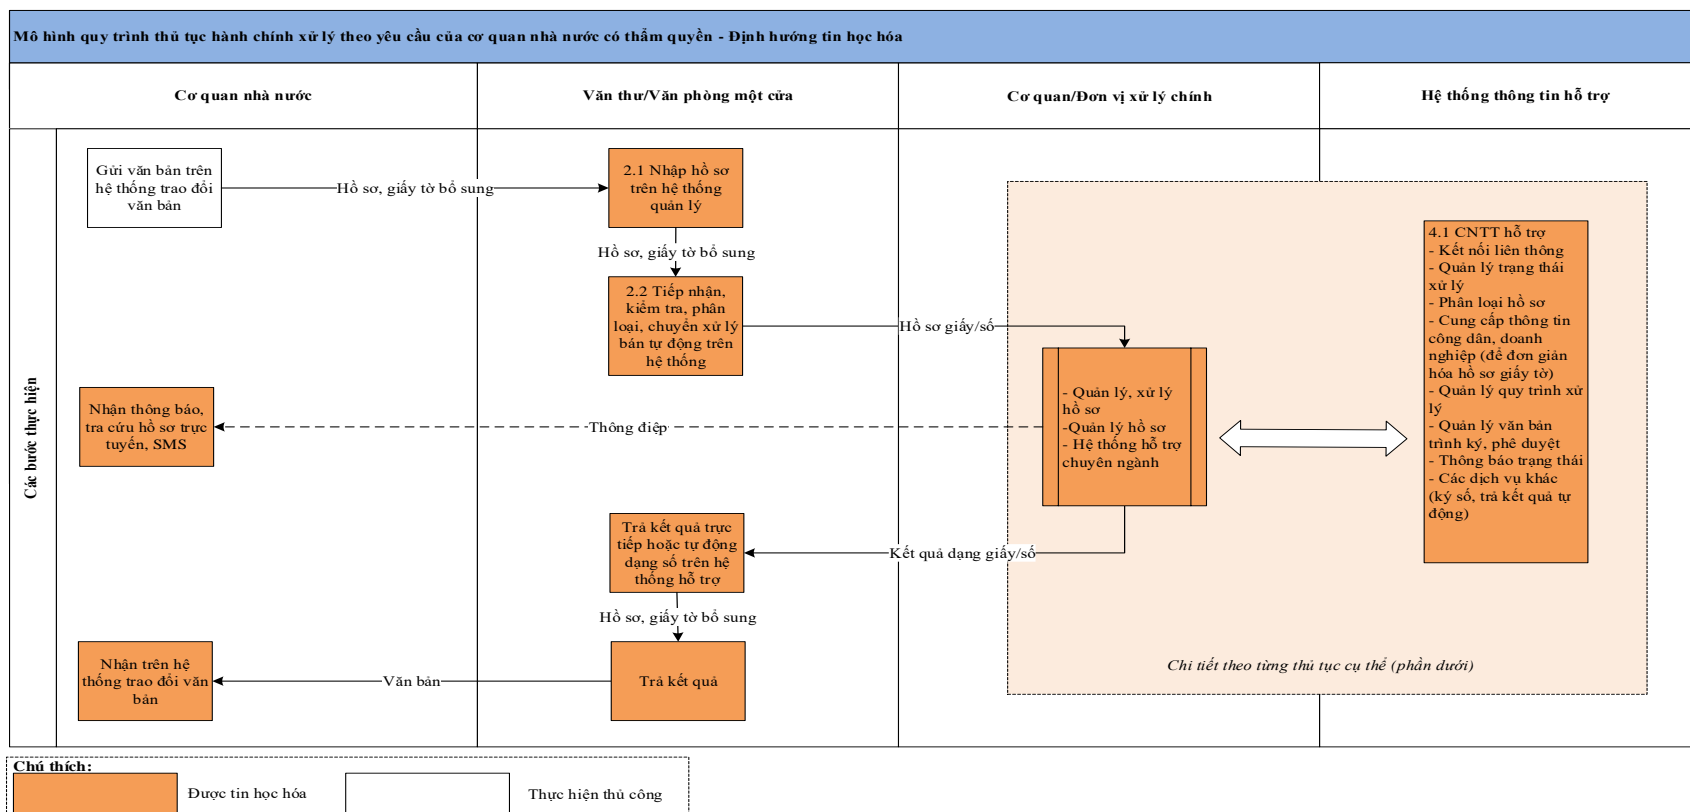 Mô hình quy trình thủ tục hành chính xử lý theo yêu cầu của cơ quan nhà nước có thẩm quyền - Định hướng tin học hóa
Cơ quan nhà nước
Văn thư/Văn phòng một cửa
Cơ quan/Đơn vị xử lý chính
Hệ thống thông tin hỗ trợ
Các bước thực hiện
Gửi văn bản trên
hệ thống trao đổi
văn bản
Hồ sơ, giấy tờ bổ sung
2.1 Nhập hồ sơ
trên hệ thống
quản lý
Hồ sơ, giấy tờ bổ sung
2.2 Tiếp nhận,
kiểm tra, phân
loại, chuyển xử lý
bán tự động trên
hệ thống
Hồ sơ giấy/số
- Quản lý, xử lý
hồ sơ
-Quản lý hồ sơ
- Hệ thống hỗ trợ
chuyên ngành
4.1 CNTT hỗ trợ
- Kết nối liên thông
- Quản lý trạng thái
xử lý
- Phân loại hồ sơ
- Cung cấp thông tin
công dân, doanh
nghiệp (để đơn giản
hóa hồ sơ giấy tờ)
- Quản lý quy trình xử
lý
- Quản lý văn bản
trình ký, phê duyệt
- Thông báo trạng thái
- Các dịch vụ khác
(ký số, trả kết quả tự
động)
Nhận thông báo,
tra cứu hồ sơ trực
tuyến, SMS
Thông điệp
Trả kết quả trực
tiếp hoặc tự động
dạng số trên hệ
thống hỗ trợ
Kết quả dạng giấy/số
Hồ sơ, giấy tờ bổ sung
Nhận trên hệ
thống trao đổi văn
bản
Văn bản
Trả kết quả
Chi tiết theo từng thủ tục cụ thể (phần dưới)
Chú thích:
Được tin học hóa
Thực hiện thủ công